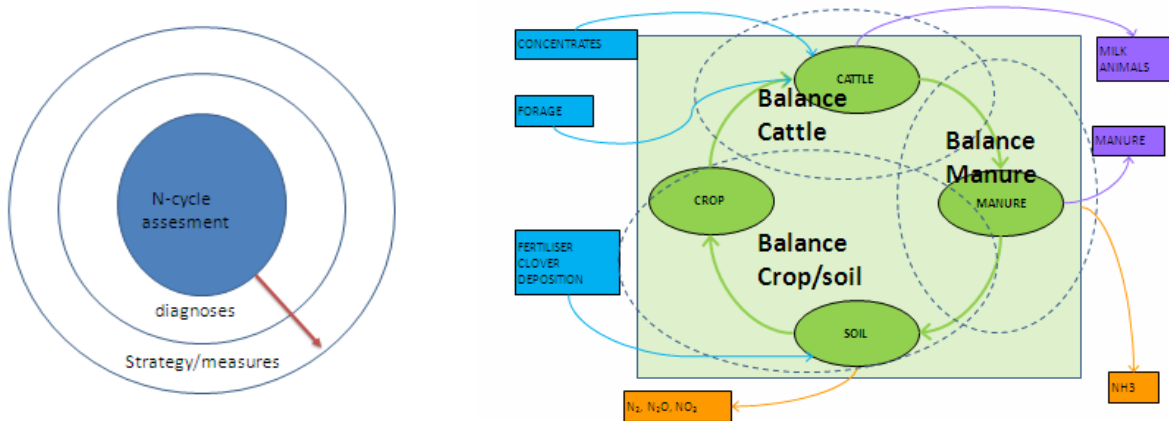 N-cycle
assesment
diagnoses
Strategy/measures
CONCENTRATES
FORAGE
FERTILISER
CLOVER
DEPOSITION
CATTLE
Balance
Cattle
CROP
Balance
Crop/soil
SOIL
Balance
Manure
MANURE
MILK
ANIMALS
MANURE
N₂, N₂O, NO₃
NH3